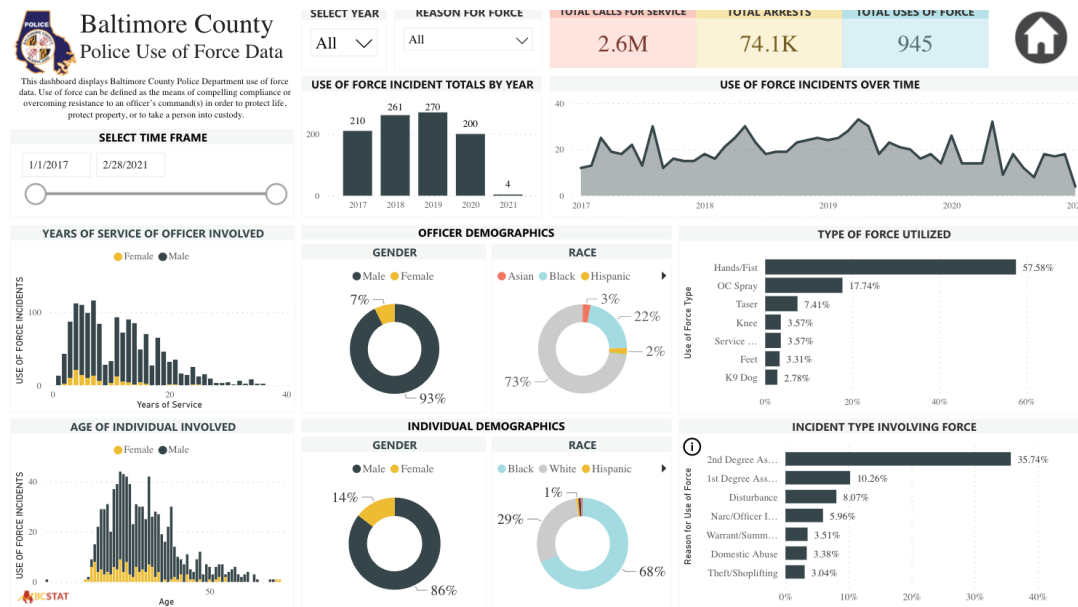 POLICE
Baltimore County
Police Use of Force Data
This dashboard displays Baltimore County Police Department use of force
data. Use of force can be defined as the means of compelling compliance or
overcoming resistance to an officer's command(s) in order to protect life,
protect property, or to take a person into custody.
SELECT YEAR
All
REASON FOR FORCE
All
TOTAL CALLS FOR SERVICE
2.6M
TOTAL ARRESTS
74.1K
TOTAL USES OF FORCE
945
SELECT TIME FRAME
1/1/2017
2/28/2021
USE OF FORCE INCIDENT TOTALS BY YEAR
200
0
210
261
270
200
4
2017
2018
2019
2020
2021
USE OF FORCE INCIDENTS OVER TIME
40
20
0
2017
2018
2019
2020
202
YEARS OF SERVICE OF OFFICER INVOLVED
Female
Male
USE OF FORCE INCIDENTS
100
0
0
20
40
Years of Service
OFFICER DEMOGRAPHICS
GENDER
Male
Female
7%
93%
RACE
Asian
Black
Hispanic
3%
22%
2%
73%
TYPE OF FORCE UTILIZED
Use of Force Type
Hands/Fist
57.58%
OC Spray
17.74%
Taser
7.41%
Knee
3.57%
Service ...
3.57%
Feet
3.31%
K9 Dog
2.78%
0%
20%
40%
60%
AGE OF INDIVIDUAL INVOLVED
Female
Male
USE OF FORCE INCIDENTS
40
20
0
50
Age
BCSTAT
INDIVIDUAL DEMOGRAPHICS
GENDER
Male
Female
14%
86%
RACE
Black
White
Hispanic
1%
29%
68%
INCIDENT TYPE INVOLVING FORCE
i
Reason for Use of Force
2nd Degree As...
35.74%
1st Degree Ass...
10.26%
Disturbance
8.07%
Narc/Officer I...
5.96%
Warrant/Summ...
3.51%
Domestic Abuse
3.38%
Theft/Shoplifting
3.04%
0%
10%
20%
30%
40%